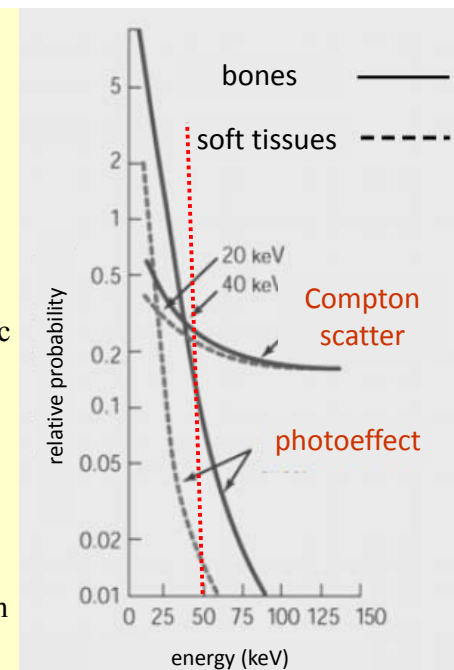 bones
soft tissues
5
2
1
0.5
0.2
0.1
0.05
0.02
0.01
relative probability
20 keV
40 keV
Compton
scatter
photoeffect
0 25 50 75 100 125 150
energy (keV)
c
n